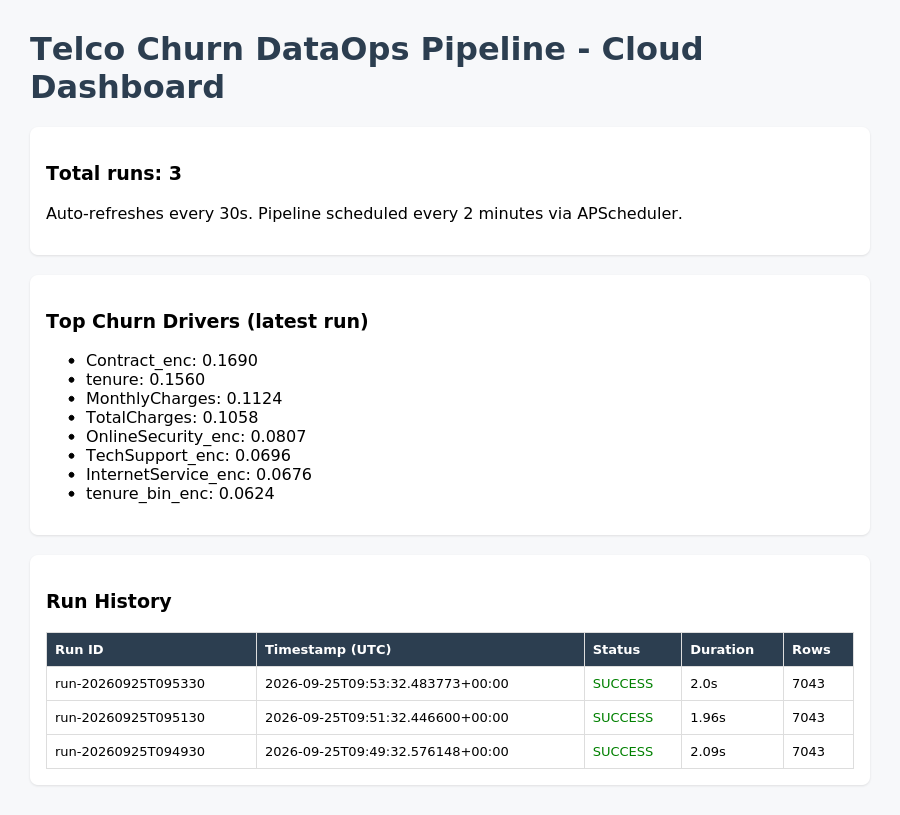 Telco Churn DataOps Pipeline - Cloud
Dashboard
Total runs: 3
Auto-refreshes every 30s. Pipeline scheduled every 2 minutes via APScheduler.
Top Churn Drivers (latest run)
• Contract_enc: 0.1690
• tenure: 0.1560
• MonthlyCharges: 0.1124
• TotalCharges: 0.1058
• OnlineSecurity_enc: 0.0807
• TechSupport_enc: 0.0696
• InternetService_enc: 0.0676
• tenure_bin_enc: 0.0624
Run History
Run ID Timestamp (UTC) Status Duration Rows
run-20260925T095330 2026-09-25T09:53:32.483773+00:00 SUCCESS 2.0s 7043
run-20260925T095130 2026-09-25T09:51:32.446600+00:00 SUCCESS 1.96s 7043
run-20260925T094930 2026-09-25T09:49:32.576148+00:00 SUCCESS 2.09s 7043